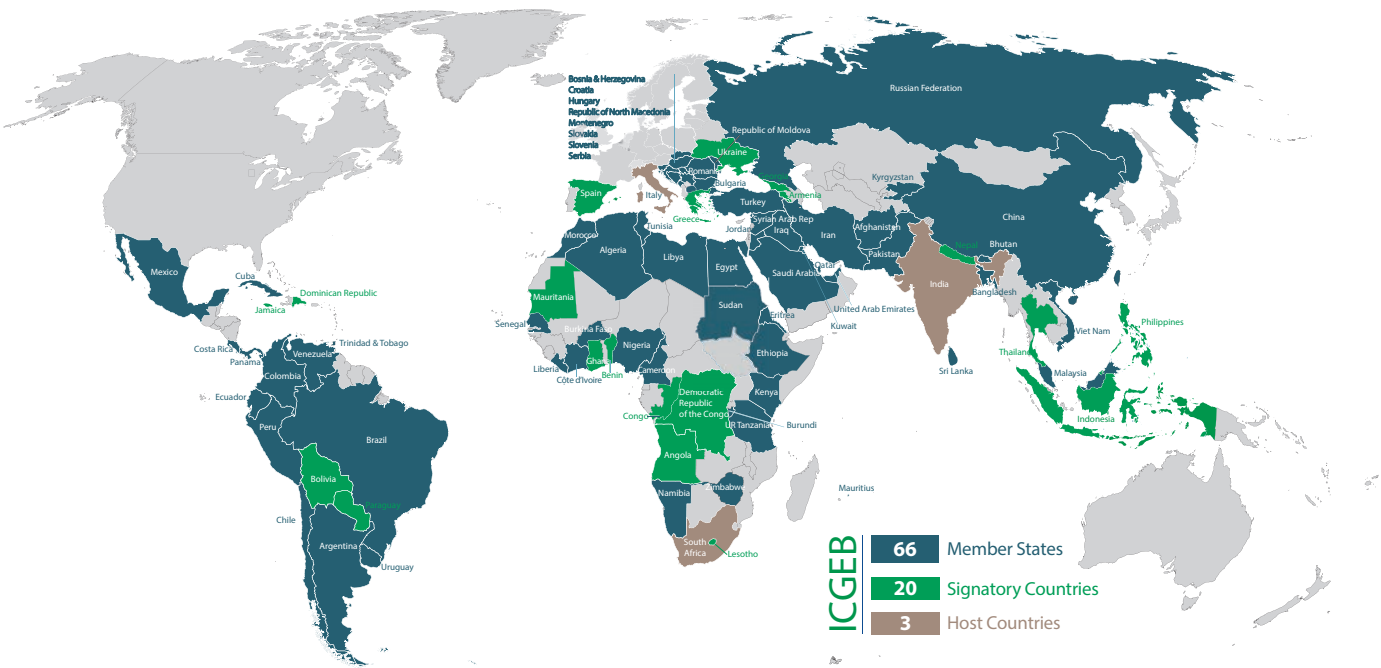 Bosnia & Herzegovina
Croatia
Hungary
Republic of North Macedonia
Montenegro
Slovakia
Slovenia
Serbia
Russian Federation
Republic of Moldova
Ukraine
Romania
Bulgaria
Georgia
Armenia
Kyrgyzstan
Spain
Italy
Greece
Turkey
Tunisia
Morocco
Algeria
Libya
Egypt
Jordan
Syrian Arab Rep
Iraq
Iran
Afghanistan
Pakistan
China
Nepal
Bhutan
India
Bangladesh
Qatar
Saudi Arabia
United Arab Emirates
Kuwait
Mexico
Cuba
Dominican Republic
Jamaica
Mauritania
Senegal
Burkina Faso
Sudan
Eritrea
Philippines
Viet Nam
Thailand
Malaysia
Sri Lanka
Indonesia
Costa Rica
Panama
Venezuela
Trinidad & Tobago
Colombia
Ecuador
Peru
Brazil
Liberia
Côte d'Ivoire
Ghana
Benin
Nigeria
Cameroon
Ethiopia
Kenya
Congo
Democratic
Republic
of the Congo
UR Tanzania
Burundi
Angola
Bolivia
Paraguay
Chile
Argentina
Uruguay
Namibia
Zimbabwe
Mauritius
South
Africa
Lesotho
ICGEB
66 Member States
20 Signatory Countries
3 Host Countries